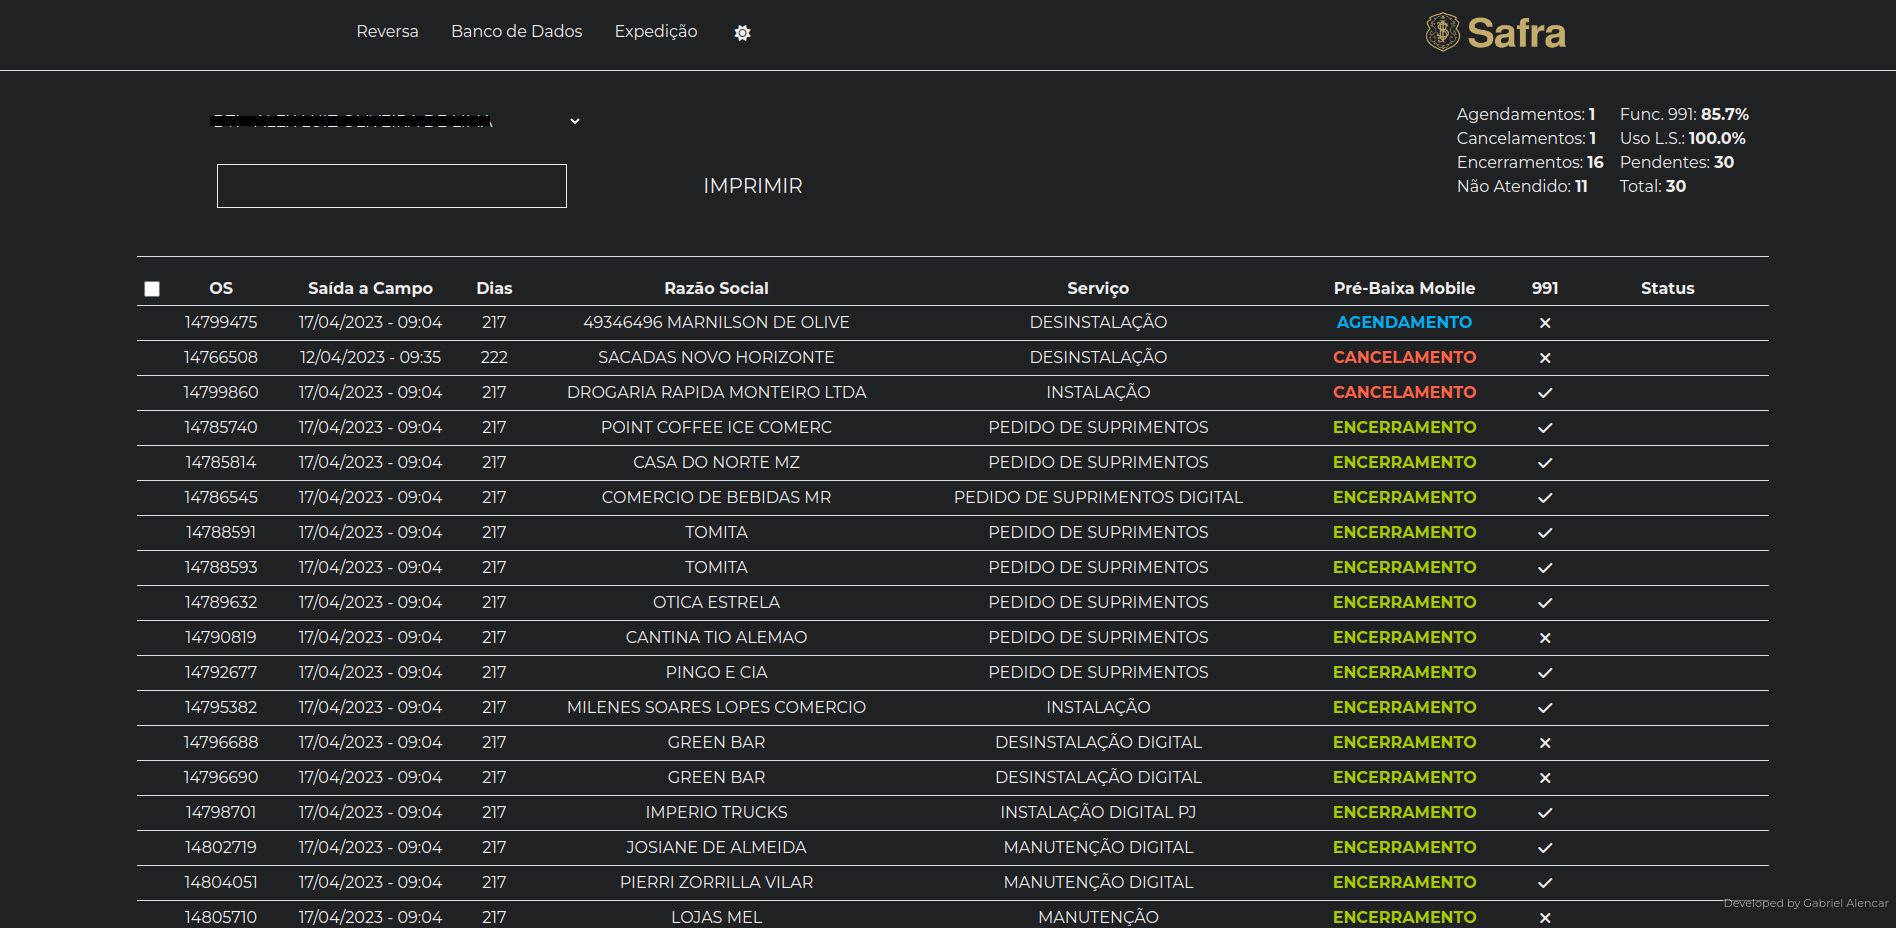 Reversa Banco de Dados Expedição Safra
Agendamentos: 1 Func. 991: 85.7%
Cancelamentos: 1 Uso L.S.: 100.0%
Encerramentos: 16 Pendentes: 30
Não Atendido: 11 Total: 30
IMPRIMIR
OS Saída a Campo Dias Razão Social Serviço Pré-Baixa Mobile 991 Status
14799475 17/04/2023 - 09:04 217 49346496 MARNILSON DE OLIVE DESINSTALAÇÃO AGENDAMENTO
14766508 12/04/2023 - 09:35 222 SACADAS NOVO HORIZONTE DESINSTALAÇÃO CANCELAMENTO
14799860 17/04/2023 - 09:04 217 DROGARIA RAPIDA MONTEIRO LTDA INSTALAÇÃO CANCELAMENTO
14785740 17/04/2023 - 09:04 217 POINT COFFEE ICE COMERC PEDIDO DE SUPRIMENTOS ENCERRAMENTO
14785814 17/04/2023 - 09:04 217 CASA DO NORTE MZ PEDIDO DE SUPRIMENTOS ENCERRAMENTO
14786545 17/04/2023 - 09:04 217 COMERCIO DE BEBIDAS MR PEDIDO DE SUPRIMENTOS DIGITAL ENCERRAMENTO
14788591 17/04/2023 - 09:04 217 TOMITA PEDIDO DE SUPRIMENTOS ENCERRAMENTO
14788593 17/04/2023 - 09:04 217 TOMITA PEDIDO DE SUPRIMENTOS ENCERRAMENTO
14789632 17/04/2023 - 09:04 217 OTICA ESTRELA PEDIDO DE SUPRIMENTOS ENCERRAMENTO
14790819 17/04/2023 - 09:04 217 CANTINA TIO ALEMAO PEDIDO DE SUPRIMENTOS ENCERRAMENTO
14792677 17/04/2023 - 09:04 217 PINGO E CIA PEDIDO DE SUPRIMENTOS ENCERRAMENTO
14795382 17/04/2023 - 09:04 217 MILENES SOARES LOPES COMERCIO INSTALAÇÃO ENCERRAMENTO
14796688 17/04/2023 - 09:04 217 GREEN BAR DESINSTALAÇÃO DIGITAL ENCERRAMENTO
14796690 17/04/2023 - 09:04 217 GREEN BAR DESINSTALAÇÃO DIGITAL ENCERRAMENTO
14798701 17/04/2023 - 09:04 217 IMPERIO TRUCKS INSTALAÇÃO DIGITAL PJ ENCERRAMENTO
14802719 17/04/2023 - 09:04 217 JOSIANE DE ALMEIDA MANUTENÇÃO DIGITAL ENCERRAMENTO
14804051 17/04/2023 - 09:04 217 PIERRI ZORRILLA VILAR MANUTENÇÃO DIGITAL ENCERRAMENTO
14805710 17/04/2023 - 09:04 217 LOJAS MEL MANUTENÇÃO ENCERRAMENTO
Developed by Gabriel Alencar